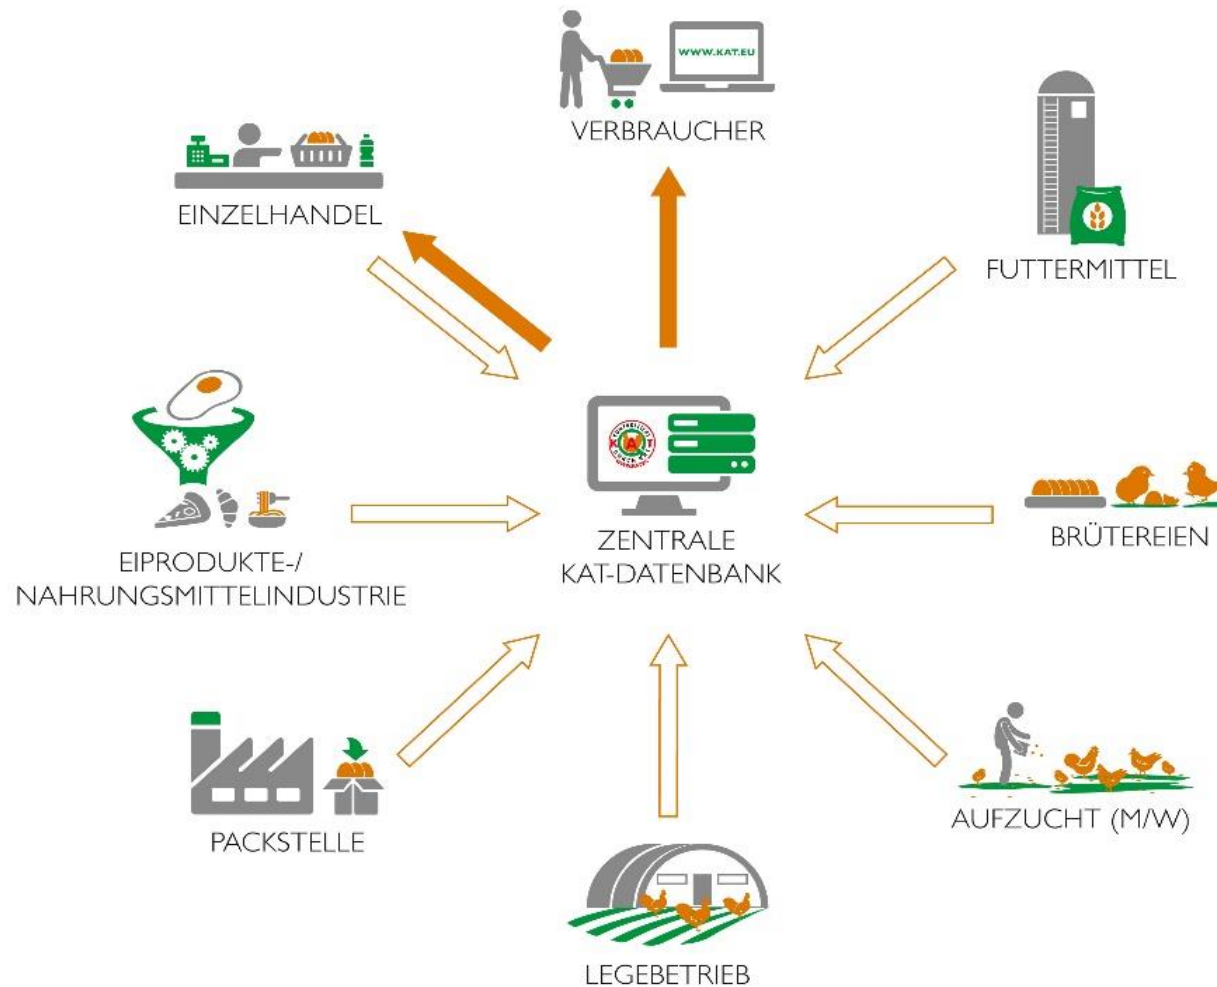 WWW.KAT.EU
VERBRAUCHER
EINZELHANDEL
FUTTERMITTEL
K A T
ZENTRALE
KAT-DATENBANK
BRÜTEREIEN
EIPRODUKTE-/
NAHRUNGSMITTELINDUSTRIE
AUFZUCHT (M/W)
PACKSTELLE
LEGEBETRIEB